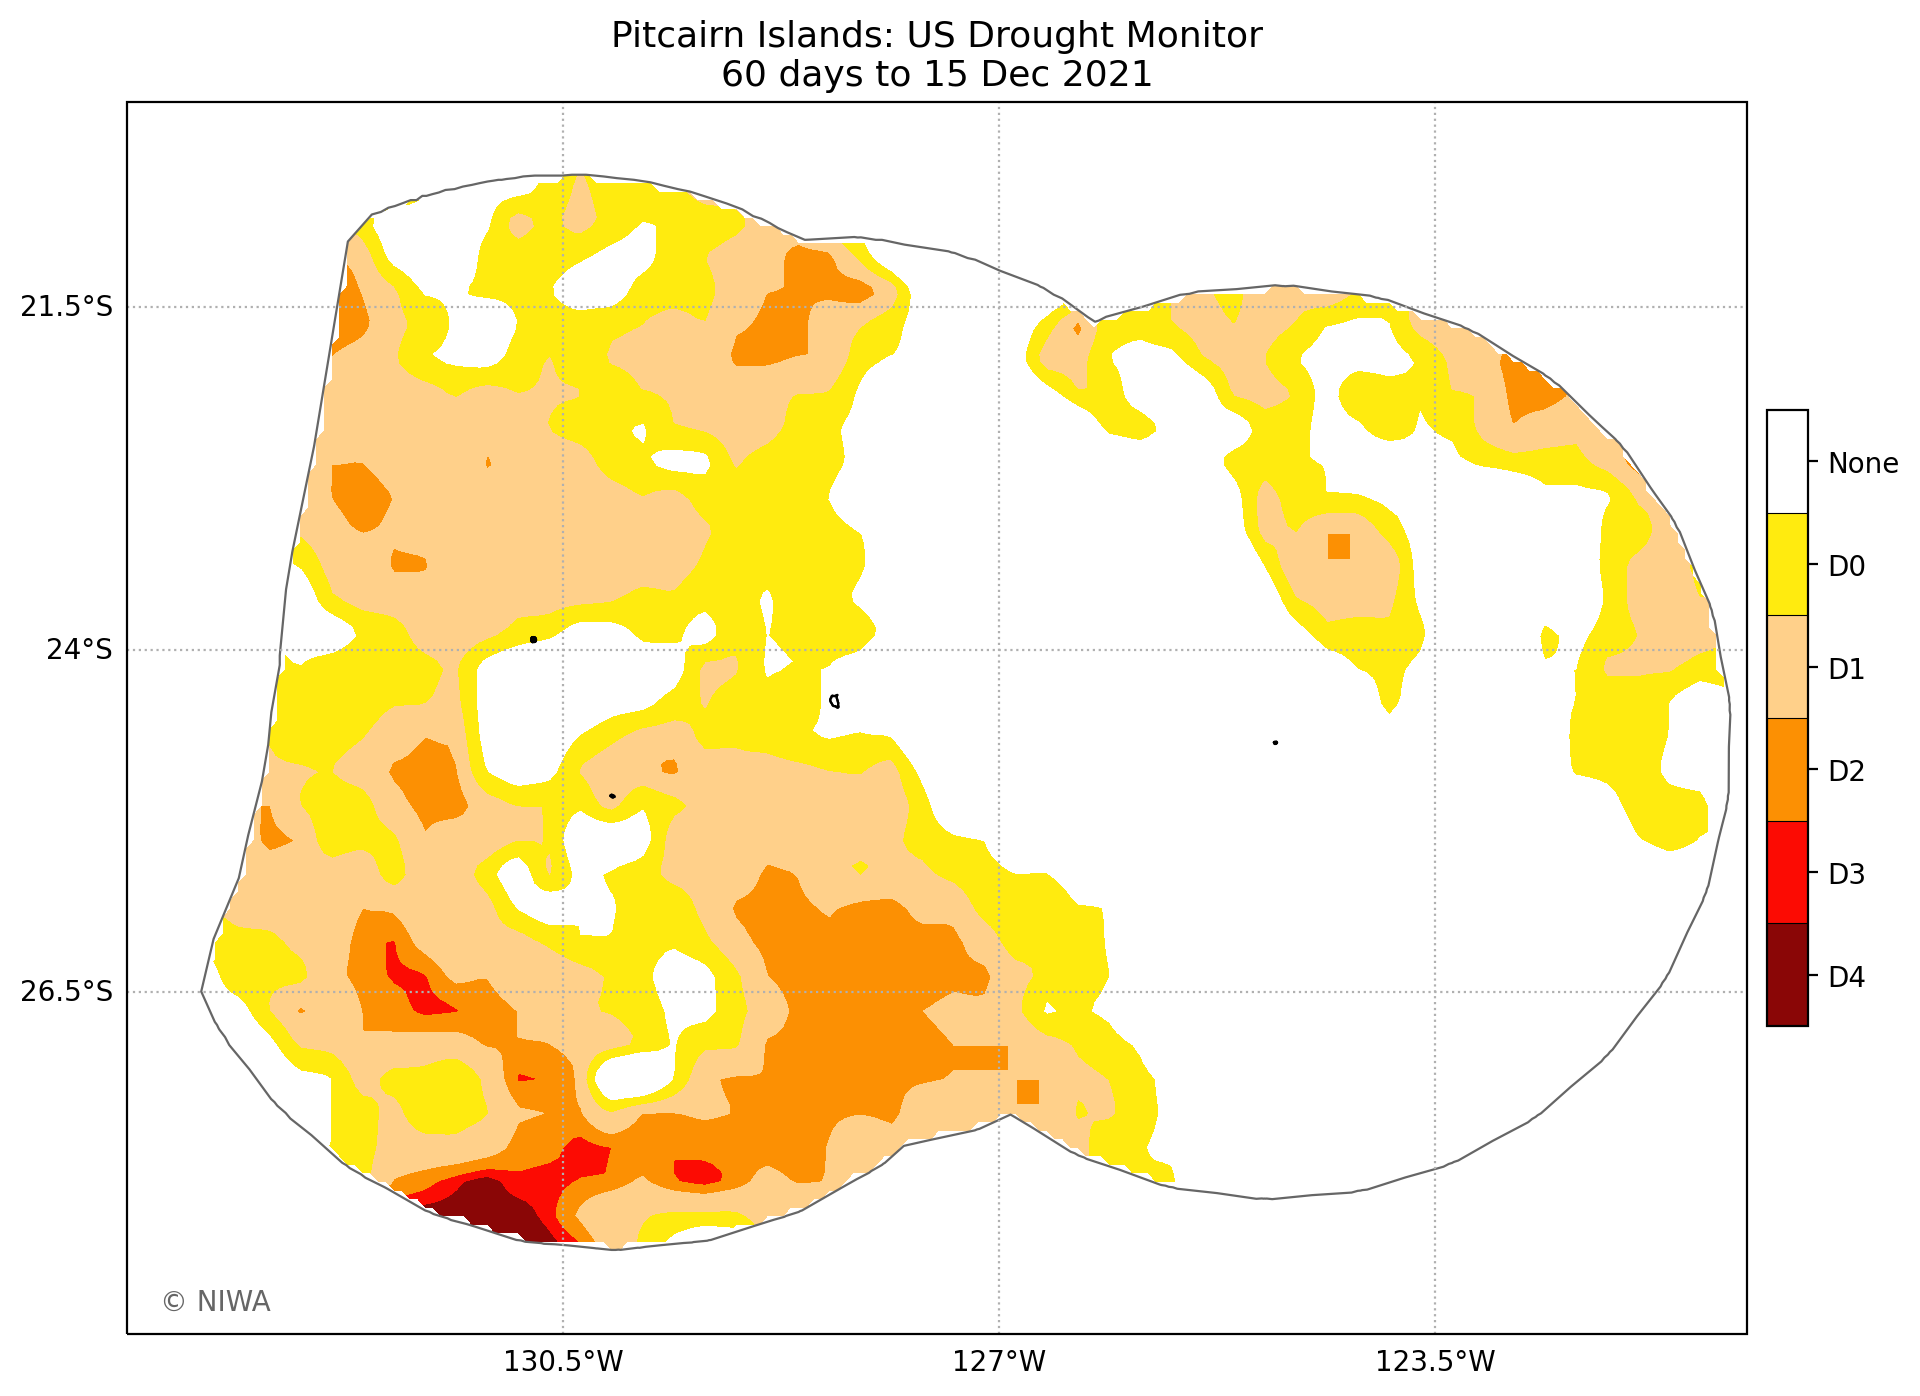 Pitcairn Islands: US Drought Monitor
60 days to 15 Dec 2021
21.5°S
24°S
26.5°S
130.5°W
127°W
123.5°W
None
D0
D1
D2
D3
D4
© NIWA